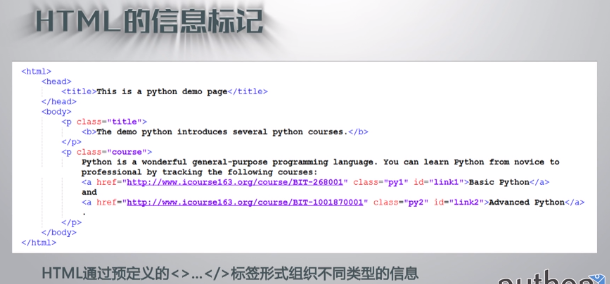 HTML的信息标记
<html>
<head>
<title>This is a python demo page</title>
</head>
<body>
<p class="title">
<b>The demo python introduces several python courses.</b>
</p>
<p class="course">
Python is a wonderful general-purpose programming language. You can learn Python from novice to
professional by tracking the following courses:
<a href="http://www.icourse163.org/course/BIT-268001" class="py1" id="link1">Basic Python</a>
and
<a href="http://www.icourse163.org/course/BIT-1001870001" class="py2" id="link2">Advanced Python</a>
.
</p>
</body>
</html>
HTML通过预定义的<>…</>标签形式组织不同类型的信息